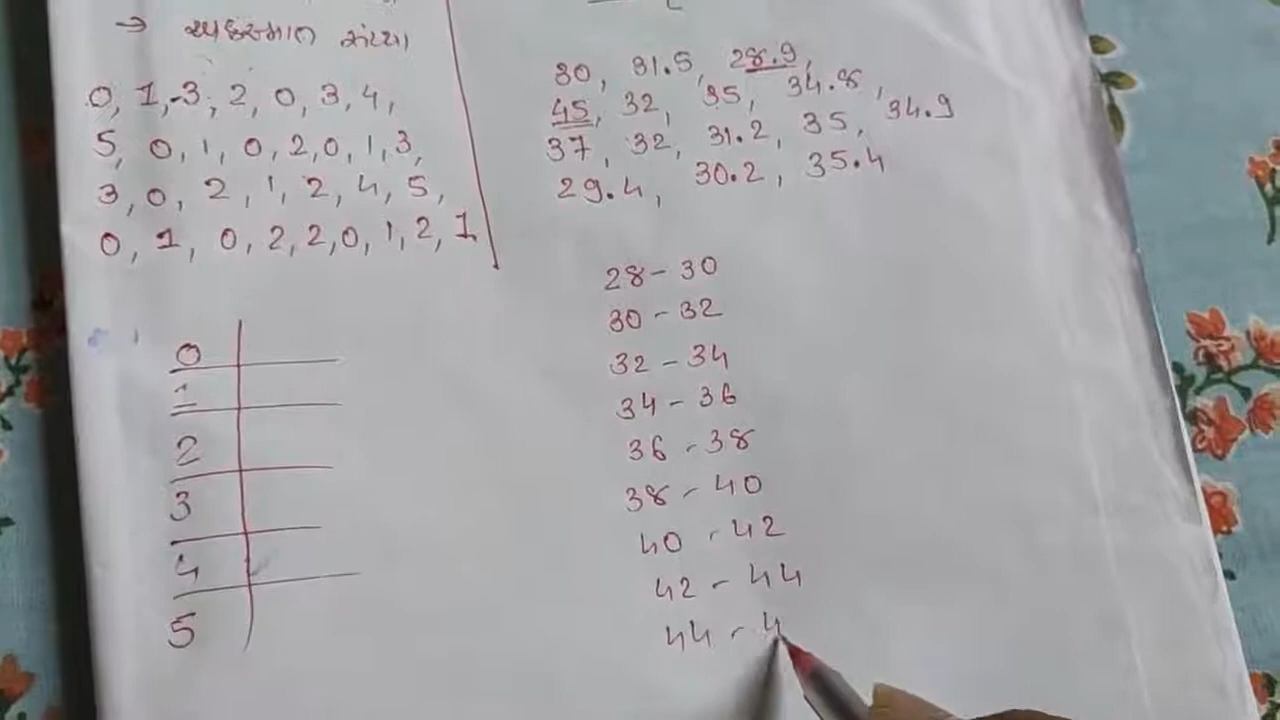 → અકસ્માત સંખ્યા
0, 1, 3, 2, 0, 3, 4,
5, 0, 1, 0, 2, 0, 1, 3,
3, 0, 2, 1, 2, 4, 5,
0, 1, 0, 2, 2, 0, 1, 2, 1
0
1
2
3
4
5
30, 31.5, 28.9,
45, 32, 35, 34.8,
37, 32, 31.2, 35, 34.9
29.4, 30.2, 35.4
28 - 30
30 - 32
32 - 34
34 - 36
36 - 38
38 - 40
40 - 42
42 - 44
44 - 4